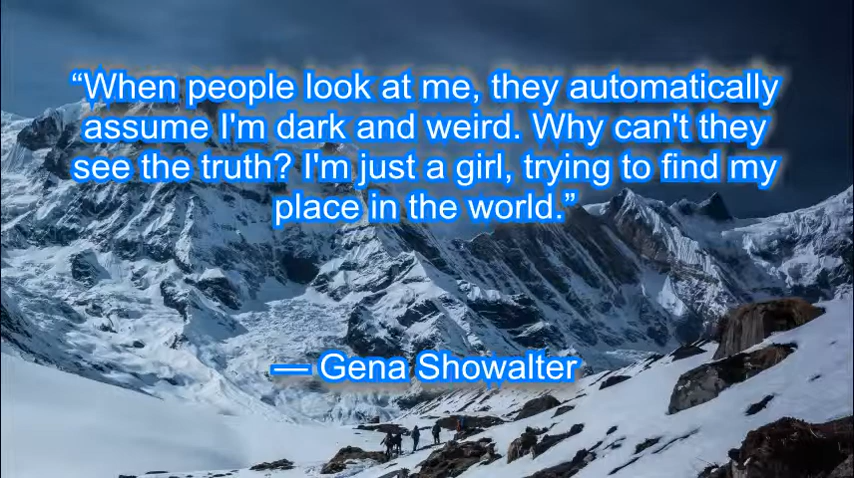 “When people look at me, they automatically
assume I'm dark and weird. Why can't they
see the truth? I'm just a girl, trying to find my
place in the world.”
— Gena Showalter